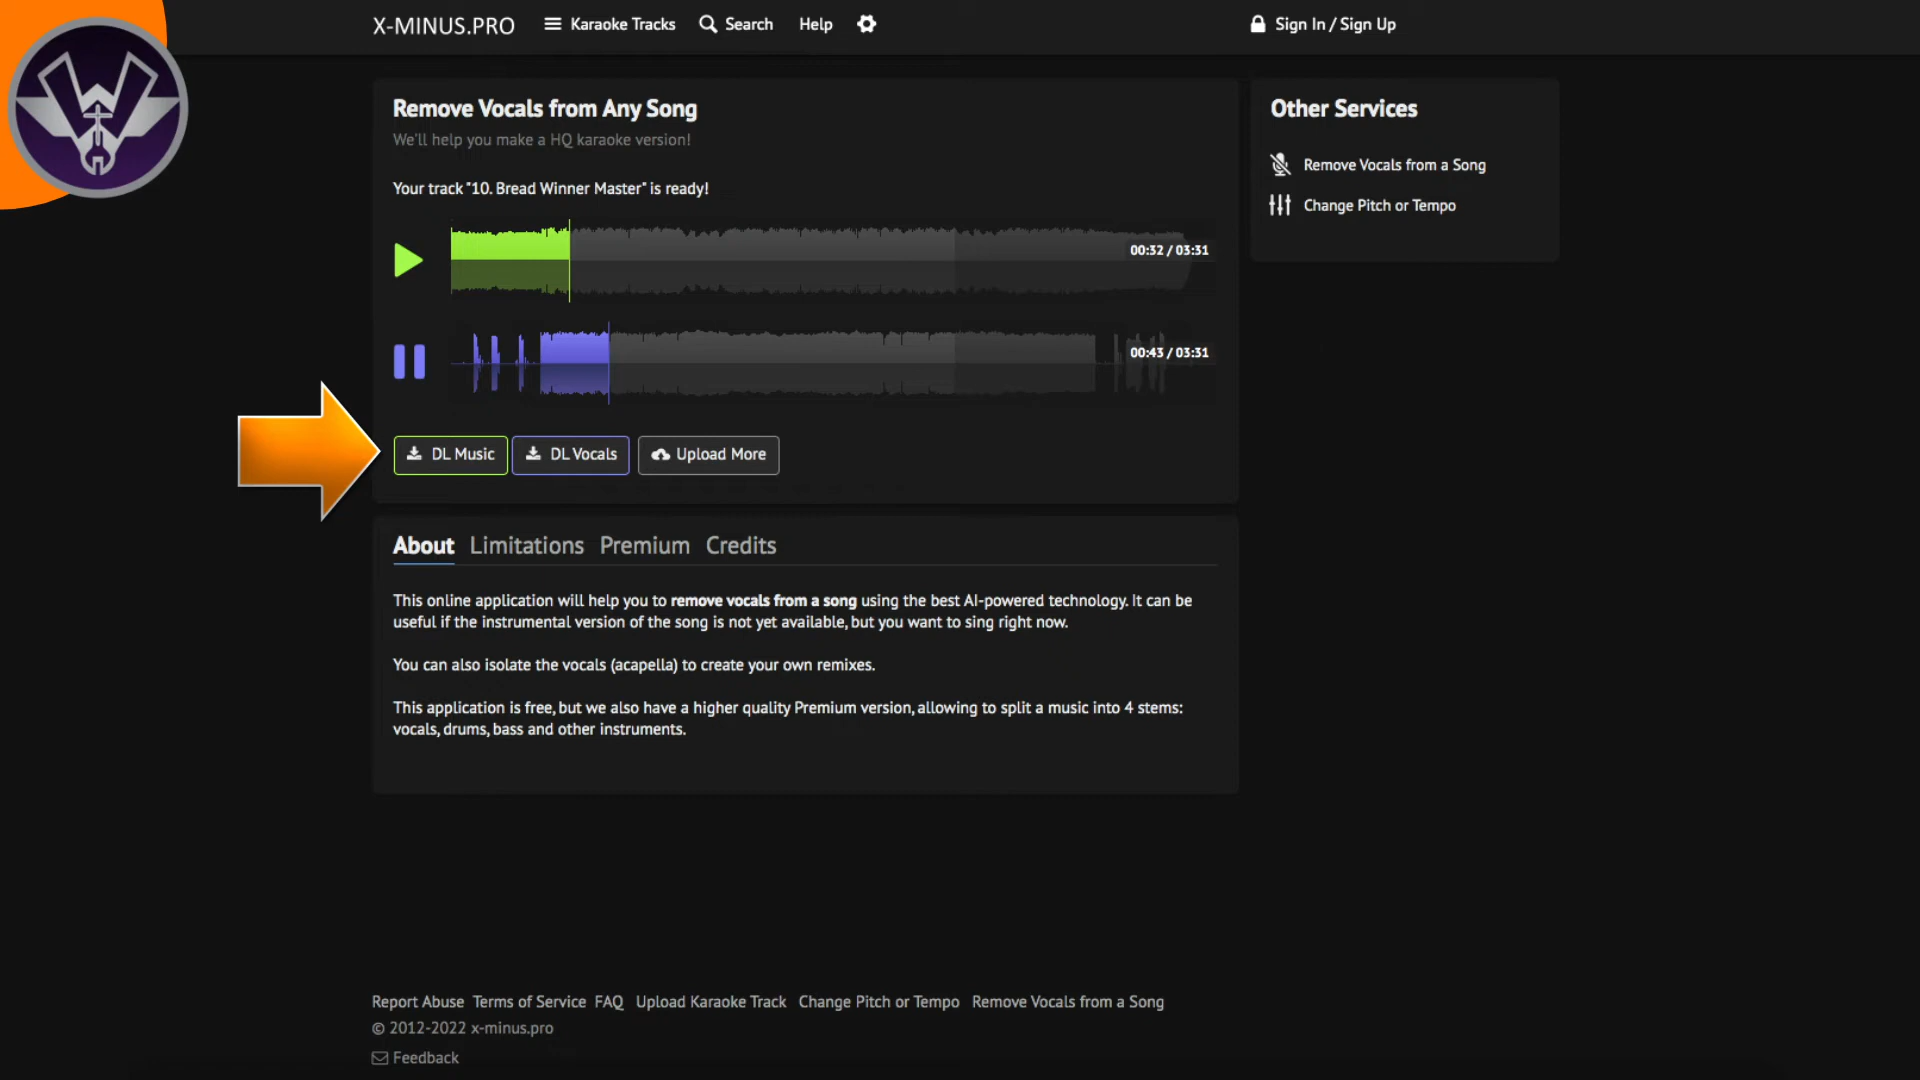 X-MINUS.PRO Karaoke Tracks Search Help Sign In / Sign Up
Remove Vocals from Any Song
We'll help you make a HQ karaoke version!
Your track "10. Bread Winner Master" is ready!
00:32 / 03:31
00:43 / 03:31
DL Music DL Vocals Upload More
Other Services
Remove Vocals from a Song
Change Pitch or Tempo
About Limitations Premium Credits
This online application will help you to remove vocals from a song using the best AI-powered technology. It can be
useful if the instrumental version of the song is not yet available, but you want to sing right now.
You can also isolate the vocals (acapella) to create your own remixes.
This application is free, but we also have a higher quality Premium version, allowing to split a music into 4 stems:
vocals, drums, bass and other instruments.
Report Abuse Terms of Service FAQ Upload Karaoke Track Change Pitch or Tempo Remove Vocals from a Song
© 2012-2022 x-minus.pro
Feedback